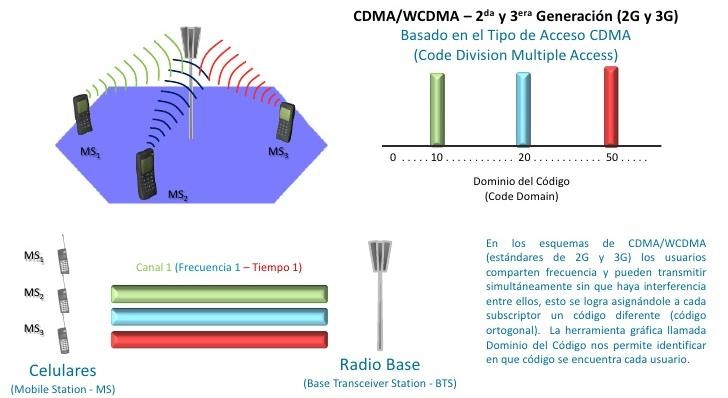 CDMA/WCDMA – 2da y 3era Generación (2G y 3G)
Basado en el Tipo de Acceso CDMA
(Code Division Multiple Access)
MS1
MS2
MS3
0 .....10............20............50.....
Dominio del Código
(Code Domain)
MS1
MS2
MS3
Canal 1 (Frecuencia 1 – Tiempo 1)
Celulares
(Mobile Station - MS)
Radio Base
(Base Transceiver Station - BTS)
En los esquemas de CDMA/WCDMA
(estándares de 2G y 3G) los usuarios
comparten frecuencia y pueden transmitir
simultáneamente sin que haya interferencia
entre ellos, esto se logra asignándole a cada
subscriptor un código diferente (código
ortogonal). La herramienta gráfica llamada
Dominio del Código nos permite identificar
en que código se encuentra cada usuario.